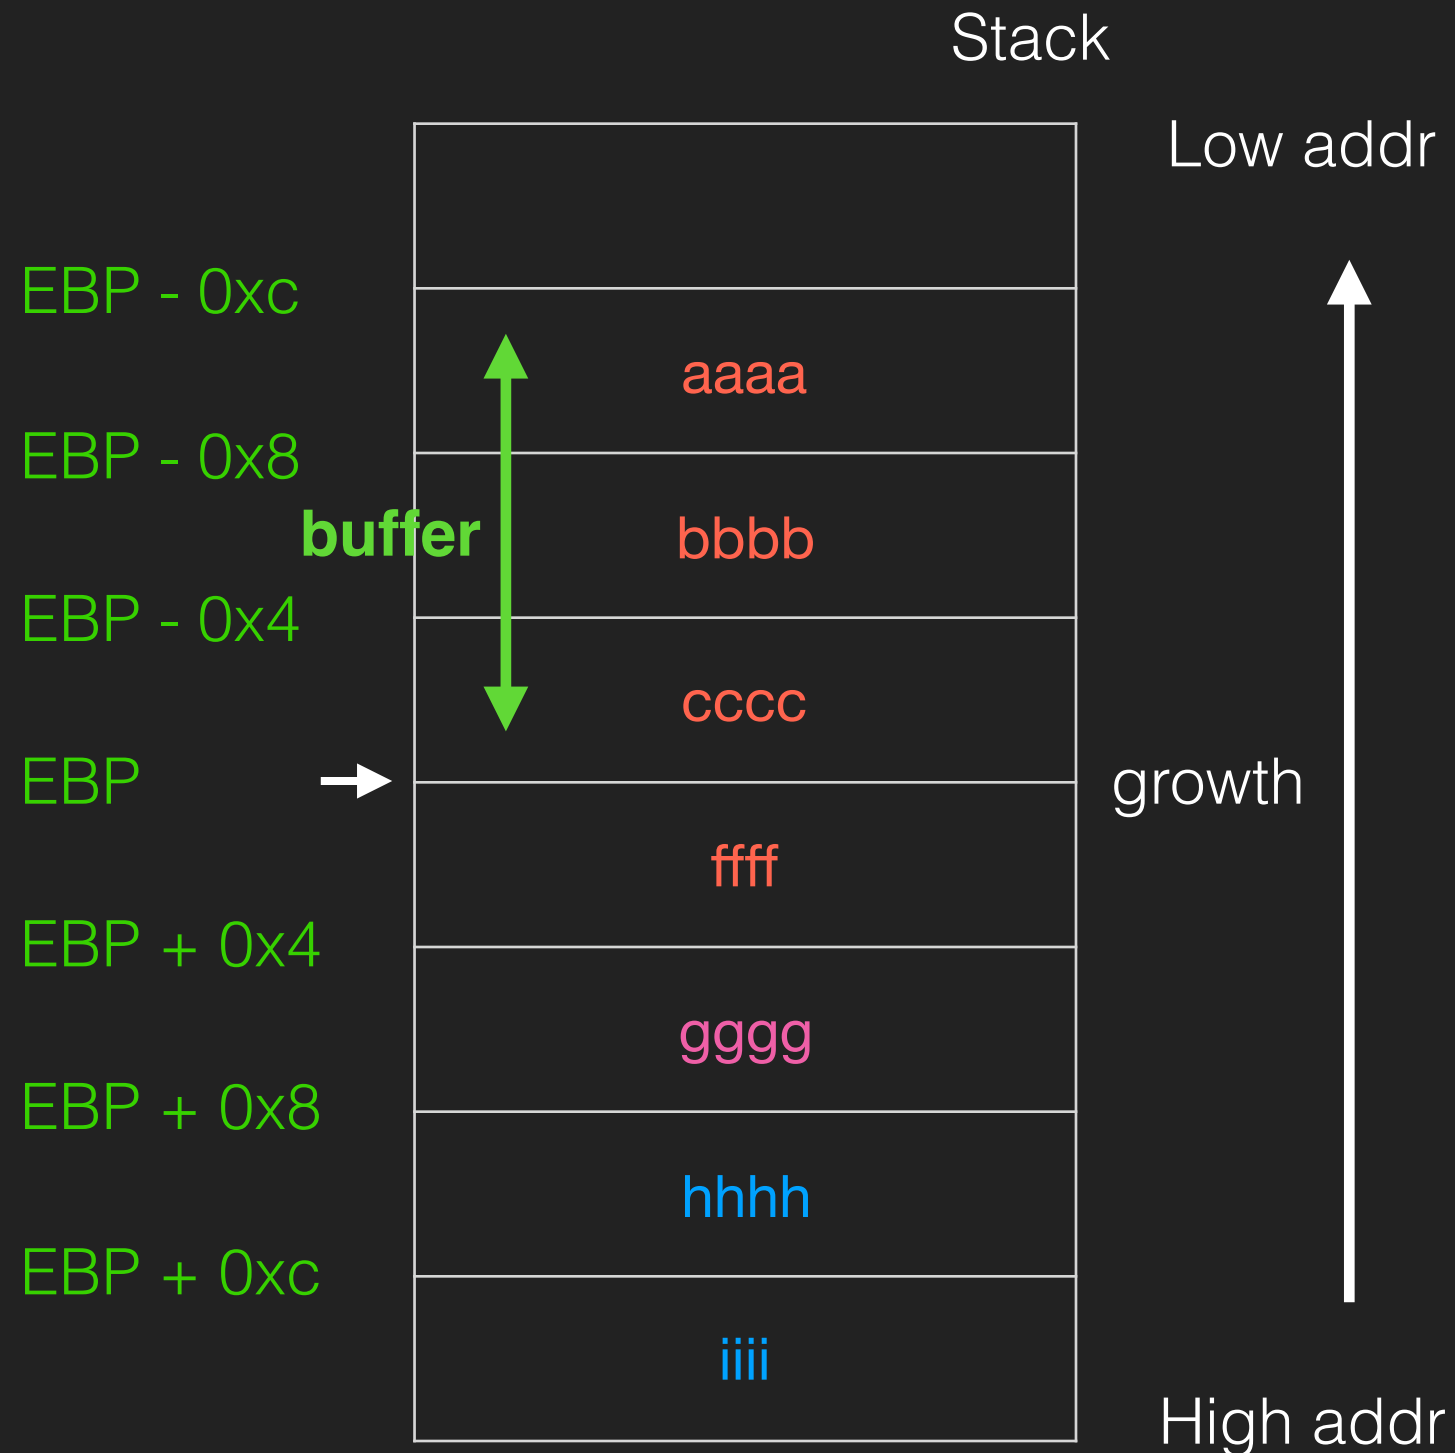 Stack
Low addr
EBP - 0xc
aaaa
EBP - 0x8
buffer
bbbb
EBP - 0x4
cccc
EBP
growth
ffff
EBP + 0x4
gggg
EBP + 0x8
hhhh
EBP + 0xc
iiii
High addr